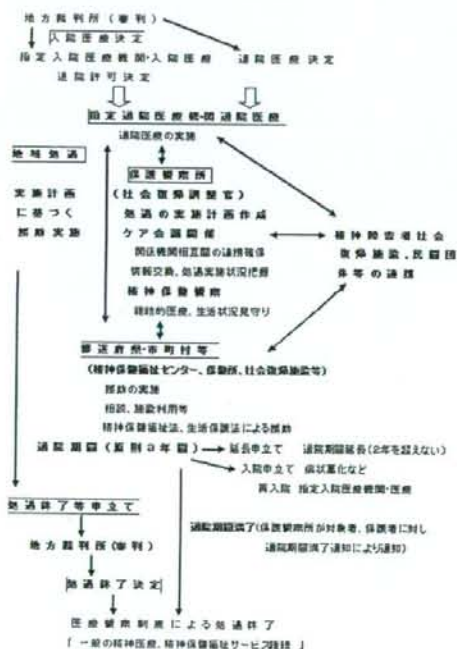 地方裁判所(審判)
入院医療決定
指定入院医療機関・入院医療
通院医療決定
退院許可決定
指定通院医療機関通院医療
通院医療の実施
地域処遇
保護観察所
(社会復帰調整官)
実施計画
に基づく
援助実施
処遇の実施計画作成
ケア会議開催
関係機関相互間の連携確保
情報交換、処遇実施状況把握
精神保健観察
継続的医療、生活状況見守り
精神障害者社会
復帰施設、民間団
体等の連携
都道府県・市町村等
(精神保健福祉センター、保健所、社会復帰施設等)
援助の実施
相談、施設利用等
精神保健福祉法、生活保護法による援助
通院期間(原則3年間)
延長申立て 通院期間延長(2年を超えない)
入院申立て 病状悪化など
再入院 指定入院医療機関・医療
処遇終了等申立て
通院期間満了(保護観察所が対象者、保護者に対し
通院期間満了通知により通知)
地方裁判所(審判)
処遇終了決定
医療観察制度による処遇終了
「 一般の精神医療、精神保健福祉サービス継続 」